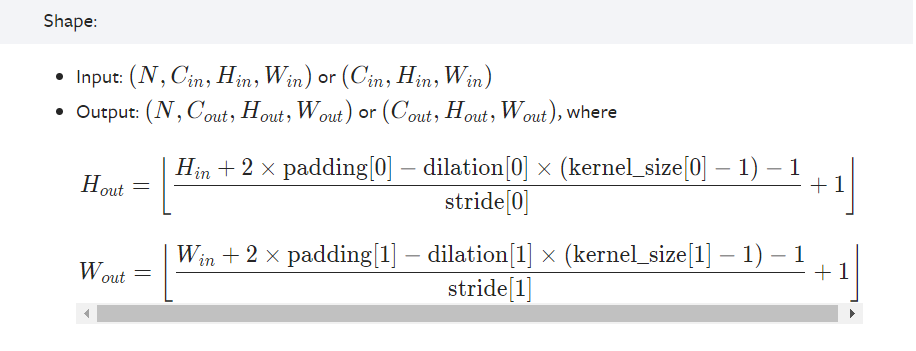 Shape:
• Input: (N, C_in, H_in, W_in) or (C_in, H_in, W_in)
• Output: (N, C_out, H_out, W_out) or (C_out, H_out, W_out), where
H_out = ⌊(H_in + 2 × padding[0] − dilation[0] × (kernel_size[0] − 1) − 1) / stride[0] + 1⌋
W_out = ⌊(W_in + 2 × padding[1] − dilation[1] × (kernel_size[1] − 1) − 1) / stride[1] + 1⌋